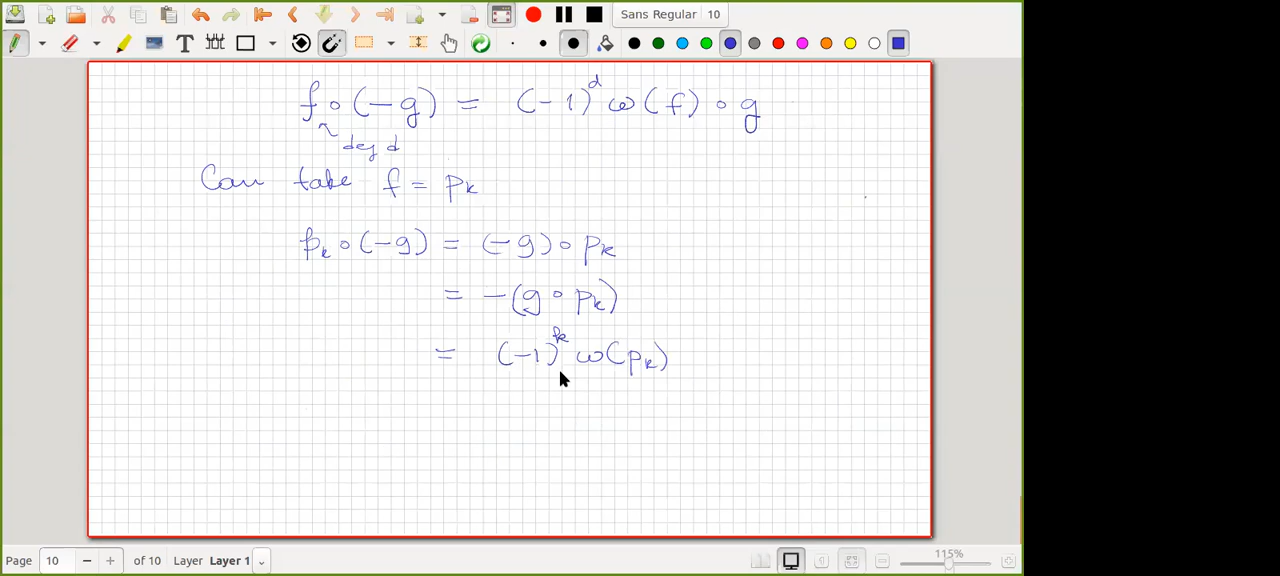 Sans Regular 10
f ∘ (−g) = (−1)^d ω(f) ∘ g
deg d
Can take f = p_k
p_k ∘ (−g) = (−g) ∘ p_k
= −(g ∘ p_k)
= (−1)^k ω(p_k)
Page 10 of 10 Layer Layer 1 115%